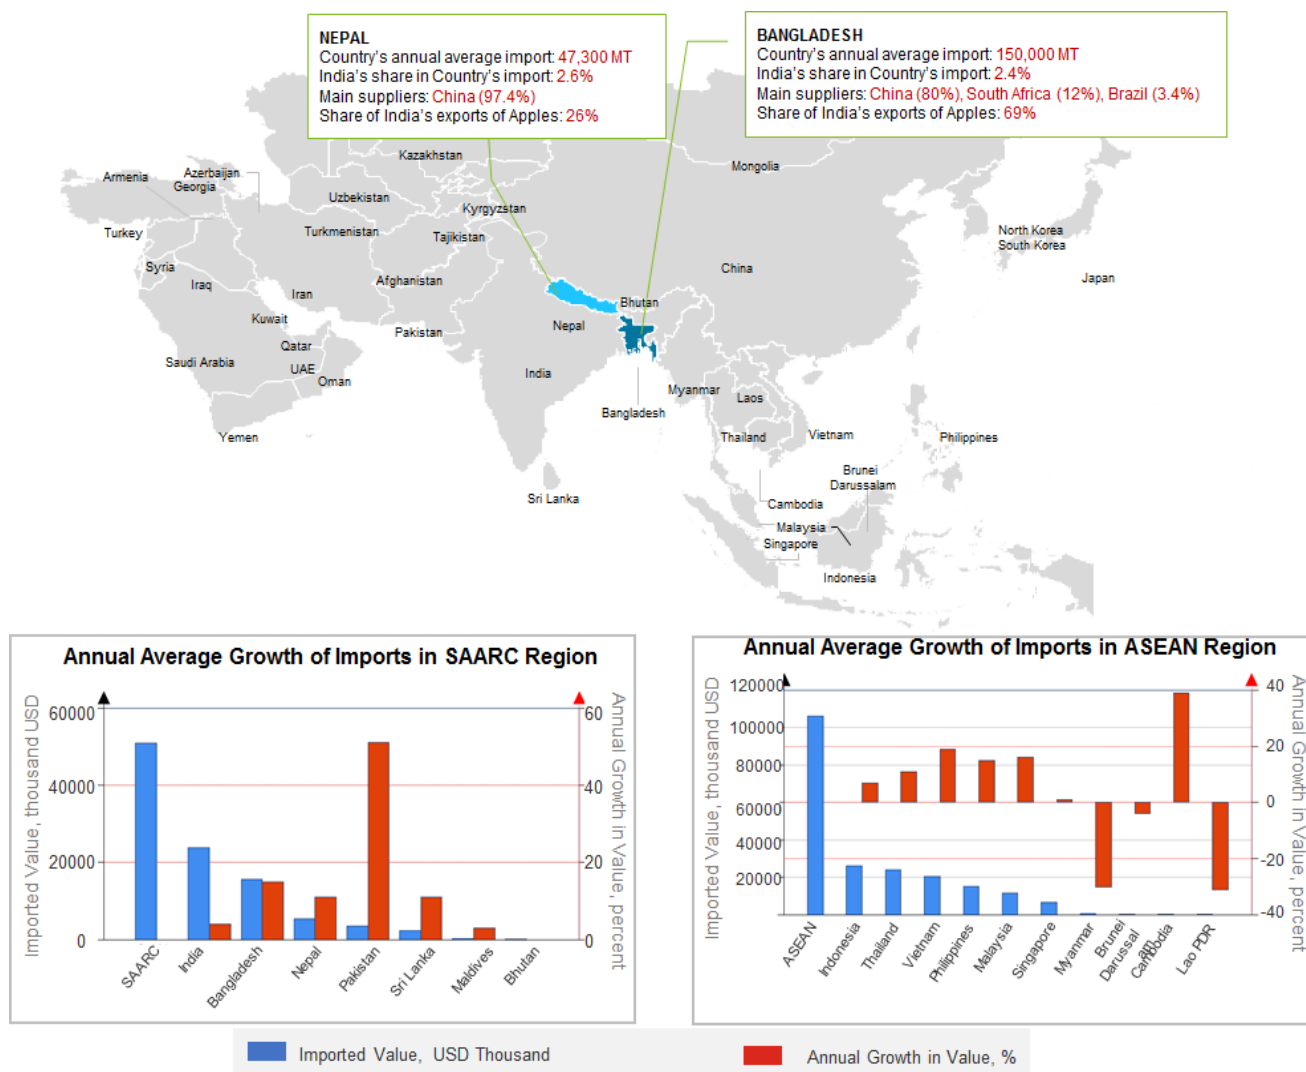 NEPAL
Country's annual average import: 47,300 MT
India's share in Country's import: 2.6%
Main suppliers: China (97.4%)
Share of India's exports of Apples: 26%
BANGLADESH
Country's annual average import: 150,000 MT
India's share in Country's import: 2.4%
Main suppliers: China (80%), South Africa (12%), Brazil (3.4%)
Share of India's exports of Apples: 69%
Kazakhstan
Mongolia
Armenia
Azerbaijan
Georgia
Uzbekistan
Kyrgyzstan
Turkey
Turkmenistan
Tajikistan
North Korea
South Korea
Syria
Iraq
Iran
Afghanistan
China
Japan
Kuwait
Pakistan
Nepal
Bhutan
Qatar
Saudi Arabia
UAE
Oman
India
Myanmar
Laos
Bangladesh
Yemen
Thailand
Vietnam
Philippines
Sri Lanka
Brunei
Darussalam
Cambodia
Malaysia
Singapore
Indonesia
Annual Average Growth of Imports in SAARC Region
Imported Value, thousand USD
60000
40000
20000
0
60
40
20
0
Annual Growth in Value, percent
SAARC
India
Bangladesh
Nepal
Pakistan
Sri Lanka
Maldives
Bhutan
Annual Average Growth of Imports in ASEAN Region
Imported Value, thousand USD
120000
100000
80000
60000
40000
20000
40
20
0
-20
-40
Annual Growth in Value, percent
ASEAN
Indonesia
Thailand
Vietnam
Philippines
Malaysia
Singapore
Myanmar
Brunei
Darussal
am
Cambodia
Lao PDR
Imported Value, USD Thousand
Annual Growth in Value, %